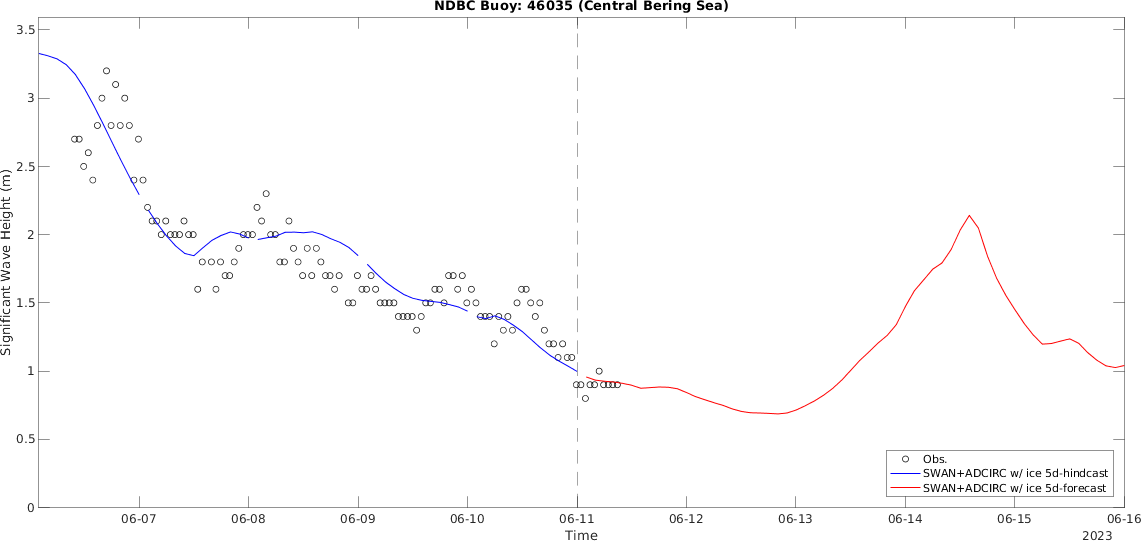 NDBC Buoy: 46035 (Central Bering Sea)
3.5
3
2.5
2
1.5
1
0.5
0
Significant Wave Height (m)
Obs.
SWAN+ADCIRC w/ ice 5d-hindcast
SWAN+ADCIRC w/ ice 5d-forecast
06-07 06-08 06-09 06-10 06-11 06-12 06-13 06-14 06-15 06-16
Time
2023